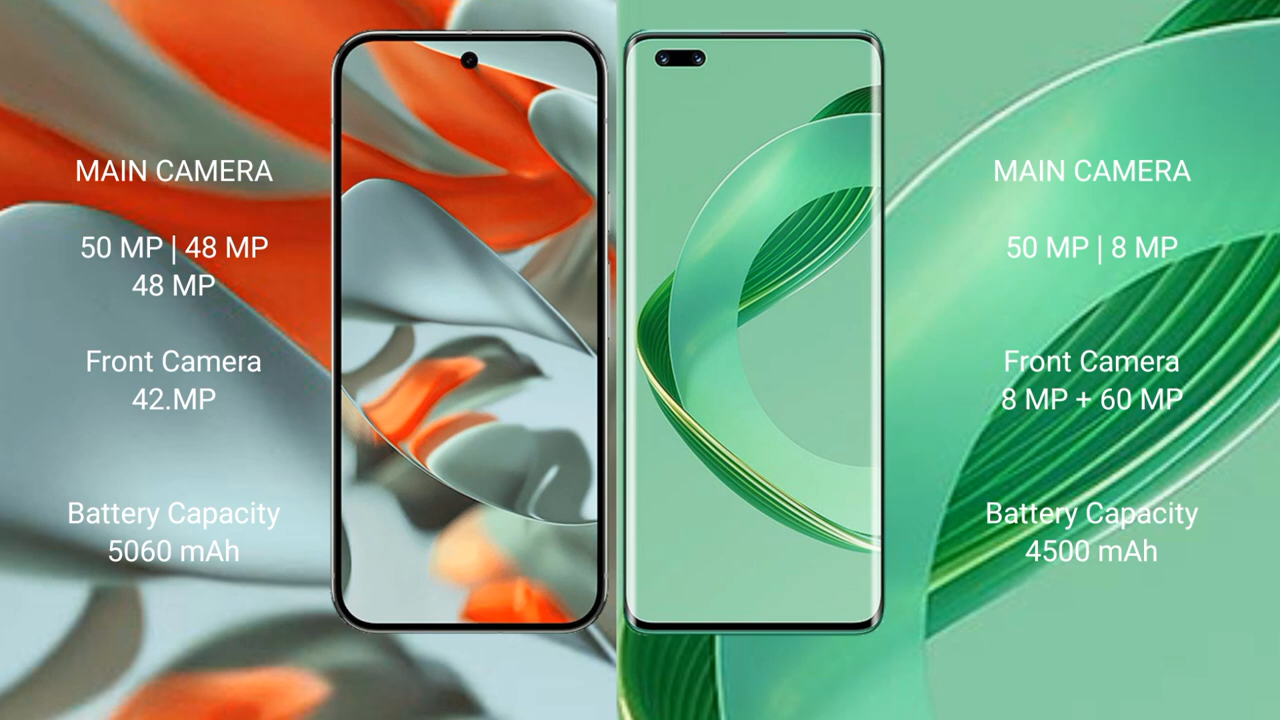 MAIN CAMERA
50 MP | 48 MP
48 MP
Front Camera
42.MP
Battery Capacity
5060 mAh
MAIN CAMERA
50 MP | 8 MP
Front Camera
8 MP + 60 MP
Battery Capacity
4500 mAh